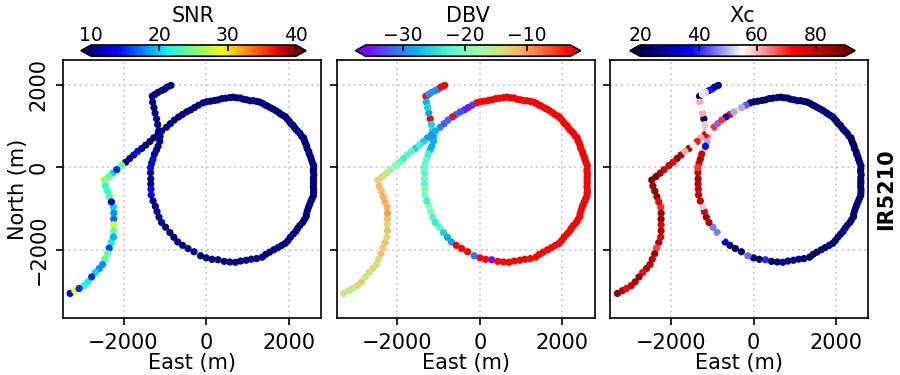 SNR DBV Xc
10 20 30 40 −30 −20 −10 20 40 60 80
2000
0
−2000
North (m)
IR5210
−2000 0 2000 −2000 0 2000 −2000 0 2000
East (m) East (m) East (m)